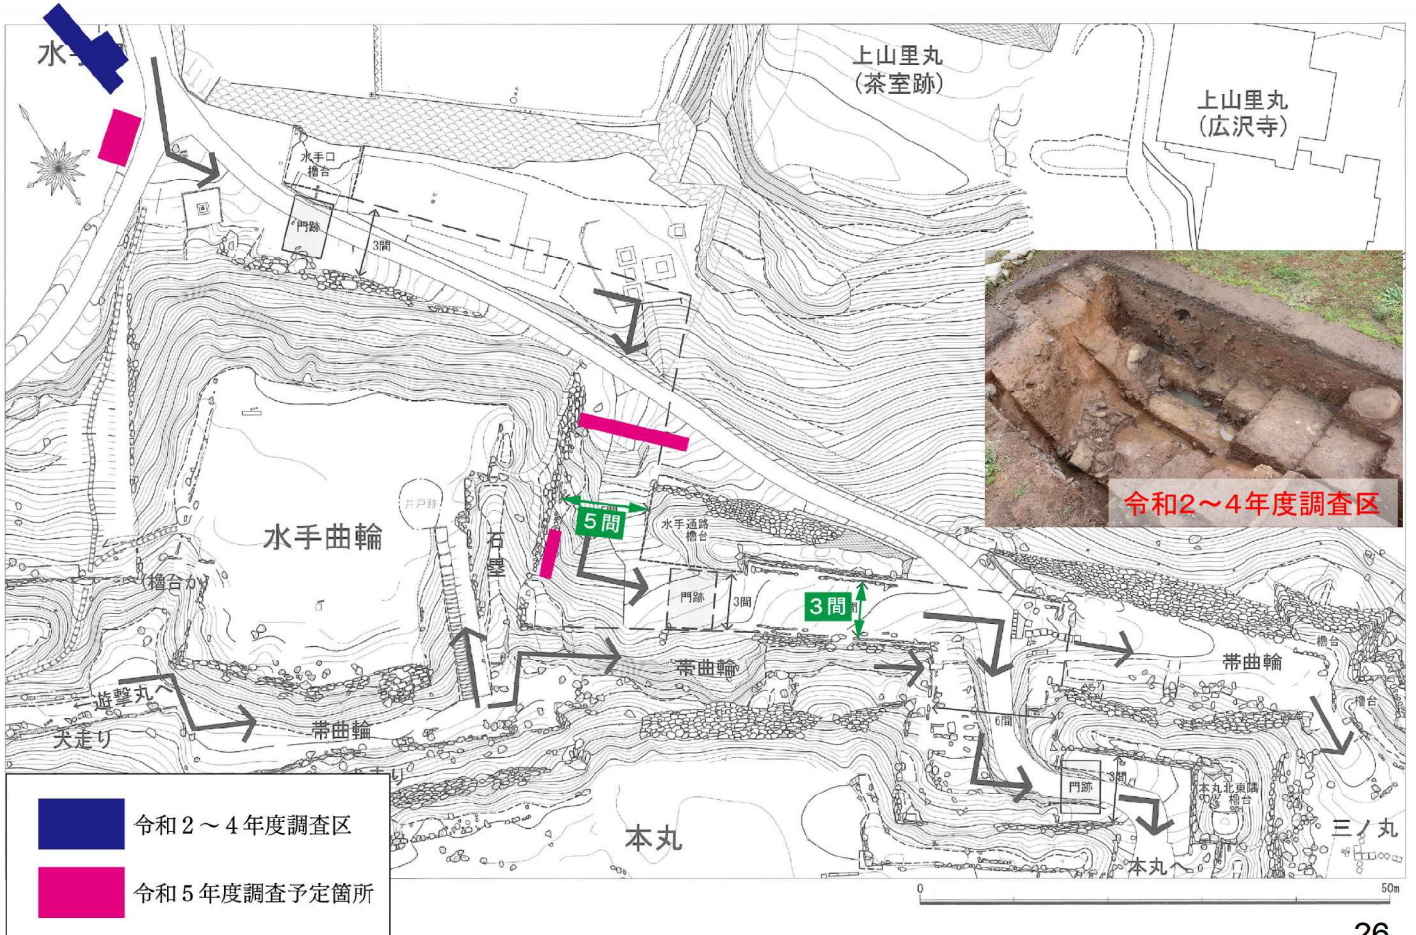 水手
上山里丸
(茶室跡)
上山里丸
(広沢寺)
水手口
櫓台
門跡
3間
令和2～4年度調査区
井戸跡
5間
水手通路
櫓台
水手曲輪
石塁
(櫓台か)
門跡
3間
3間
帯曲輪
帯曲輪
櫓台
←遊撃丸へ
櫓台
犬走り
帯曲輪
6間
門跡
3間
本丸北東隅
櫓台
三ノ丸
本丸
本丸へ
令和2～4年度調査区
令和5年度調査予定箇所
0
50m
26